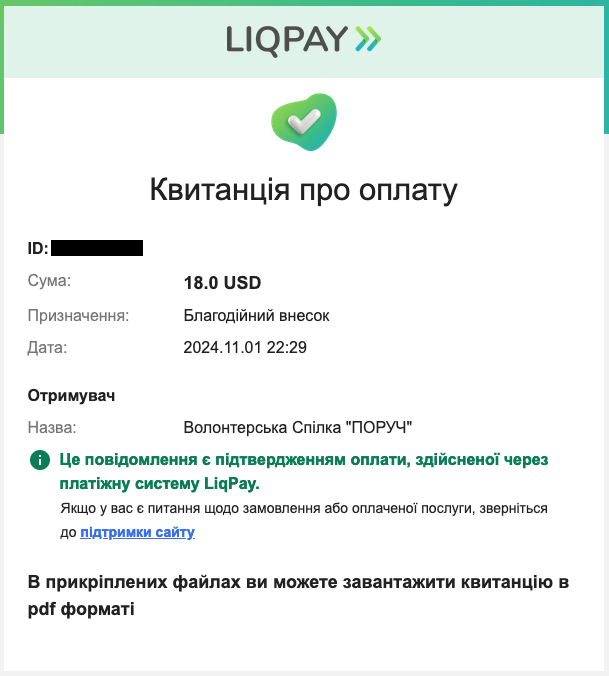 LIQPAY
Квитанція про оплату
ID:
Сума: 18.0 USD
Призначення: Благодійний внесок
Дата: 2024.11.01 22:29
Отримувач
Назва: Волонтерська Спілка "ПОРУЧ"
Це повідомлення є підтвердженням оплати, здійсненої через
платіжну систему LiqPay.
Якщо у вас є питання щодо замовлення або оплаченої послуги, зверніться
до підтримки сайту
В прикріплених файлах ви можете завантажити квитанцію в
pdf форматі